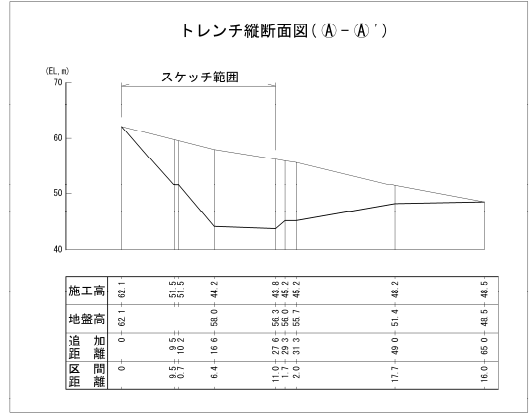 トレンチ縦断面図(Ⓐ-Ⓐ´)
(EL,m)
スケッチ範囲
70
60
50
40
施工高 62.1 51.5 51.5 44.2 43.8 45.2 45.2 48.2 48.5
地盤高 62.1 58.0 56.3 56.0 55.7 51.4 48.5
追加距離 0 9.5 10.2 16.6 27.6 29.3 31.3 49.0 65.0
区間距離 0 9.5 0.7 6.4 11.0 1.7 2.0 17.7 16.0